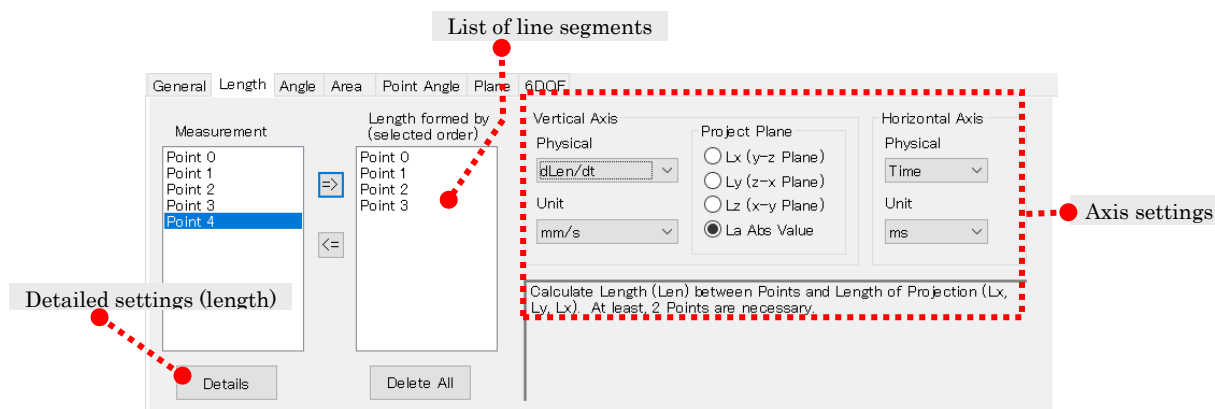 List of line segments
General Length Angle Area Point Angle Plane 6DOF
Measurement
Point 0
Point 1
Point 2
Point 3
Point 4
=>
<=
Details
Length formed by
(selected order)
Point 0
Point 1
Point 2
Point 3
Delete All
Vertical Axis
Physical
dLen/dt
Unit
mm/s
Project Plane
Lx (y-z Plane)
Ly (z-x Plane)
Lz (x-y Plane)
La Abs Value
Horizontal Axis
Physical
Time
Unit
ms
Calculate Length (Len) between Points and Length of Projection (Lx,
Ly, Lx). At least, 2 Points are necessary.
Axis settings
Detailed settings (length)